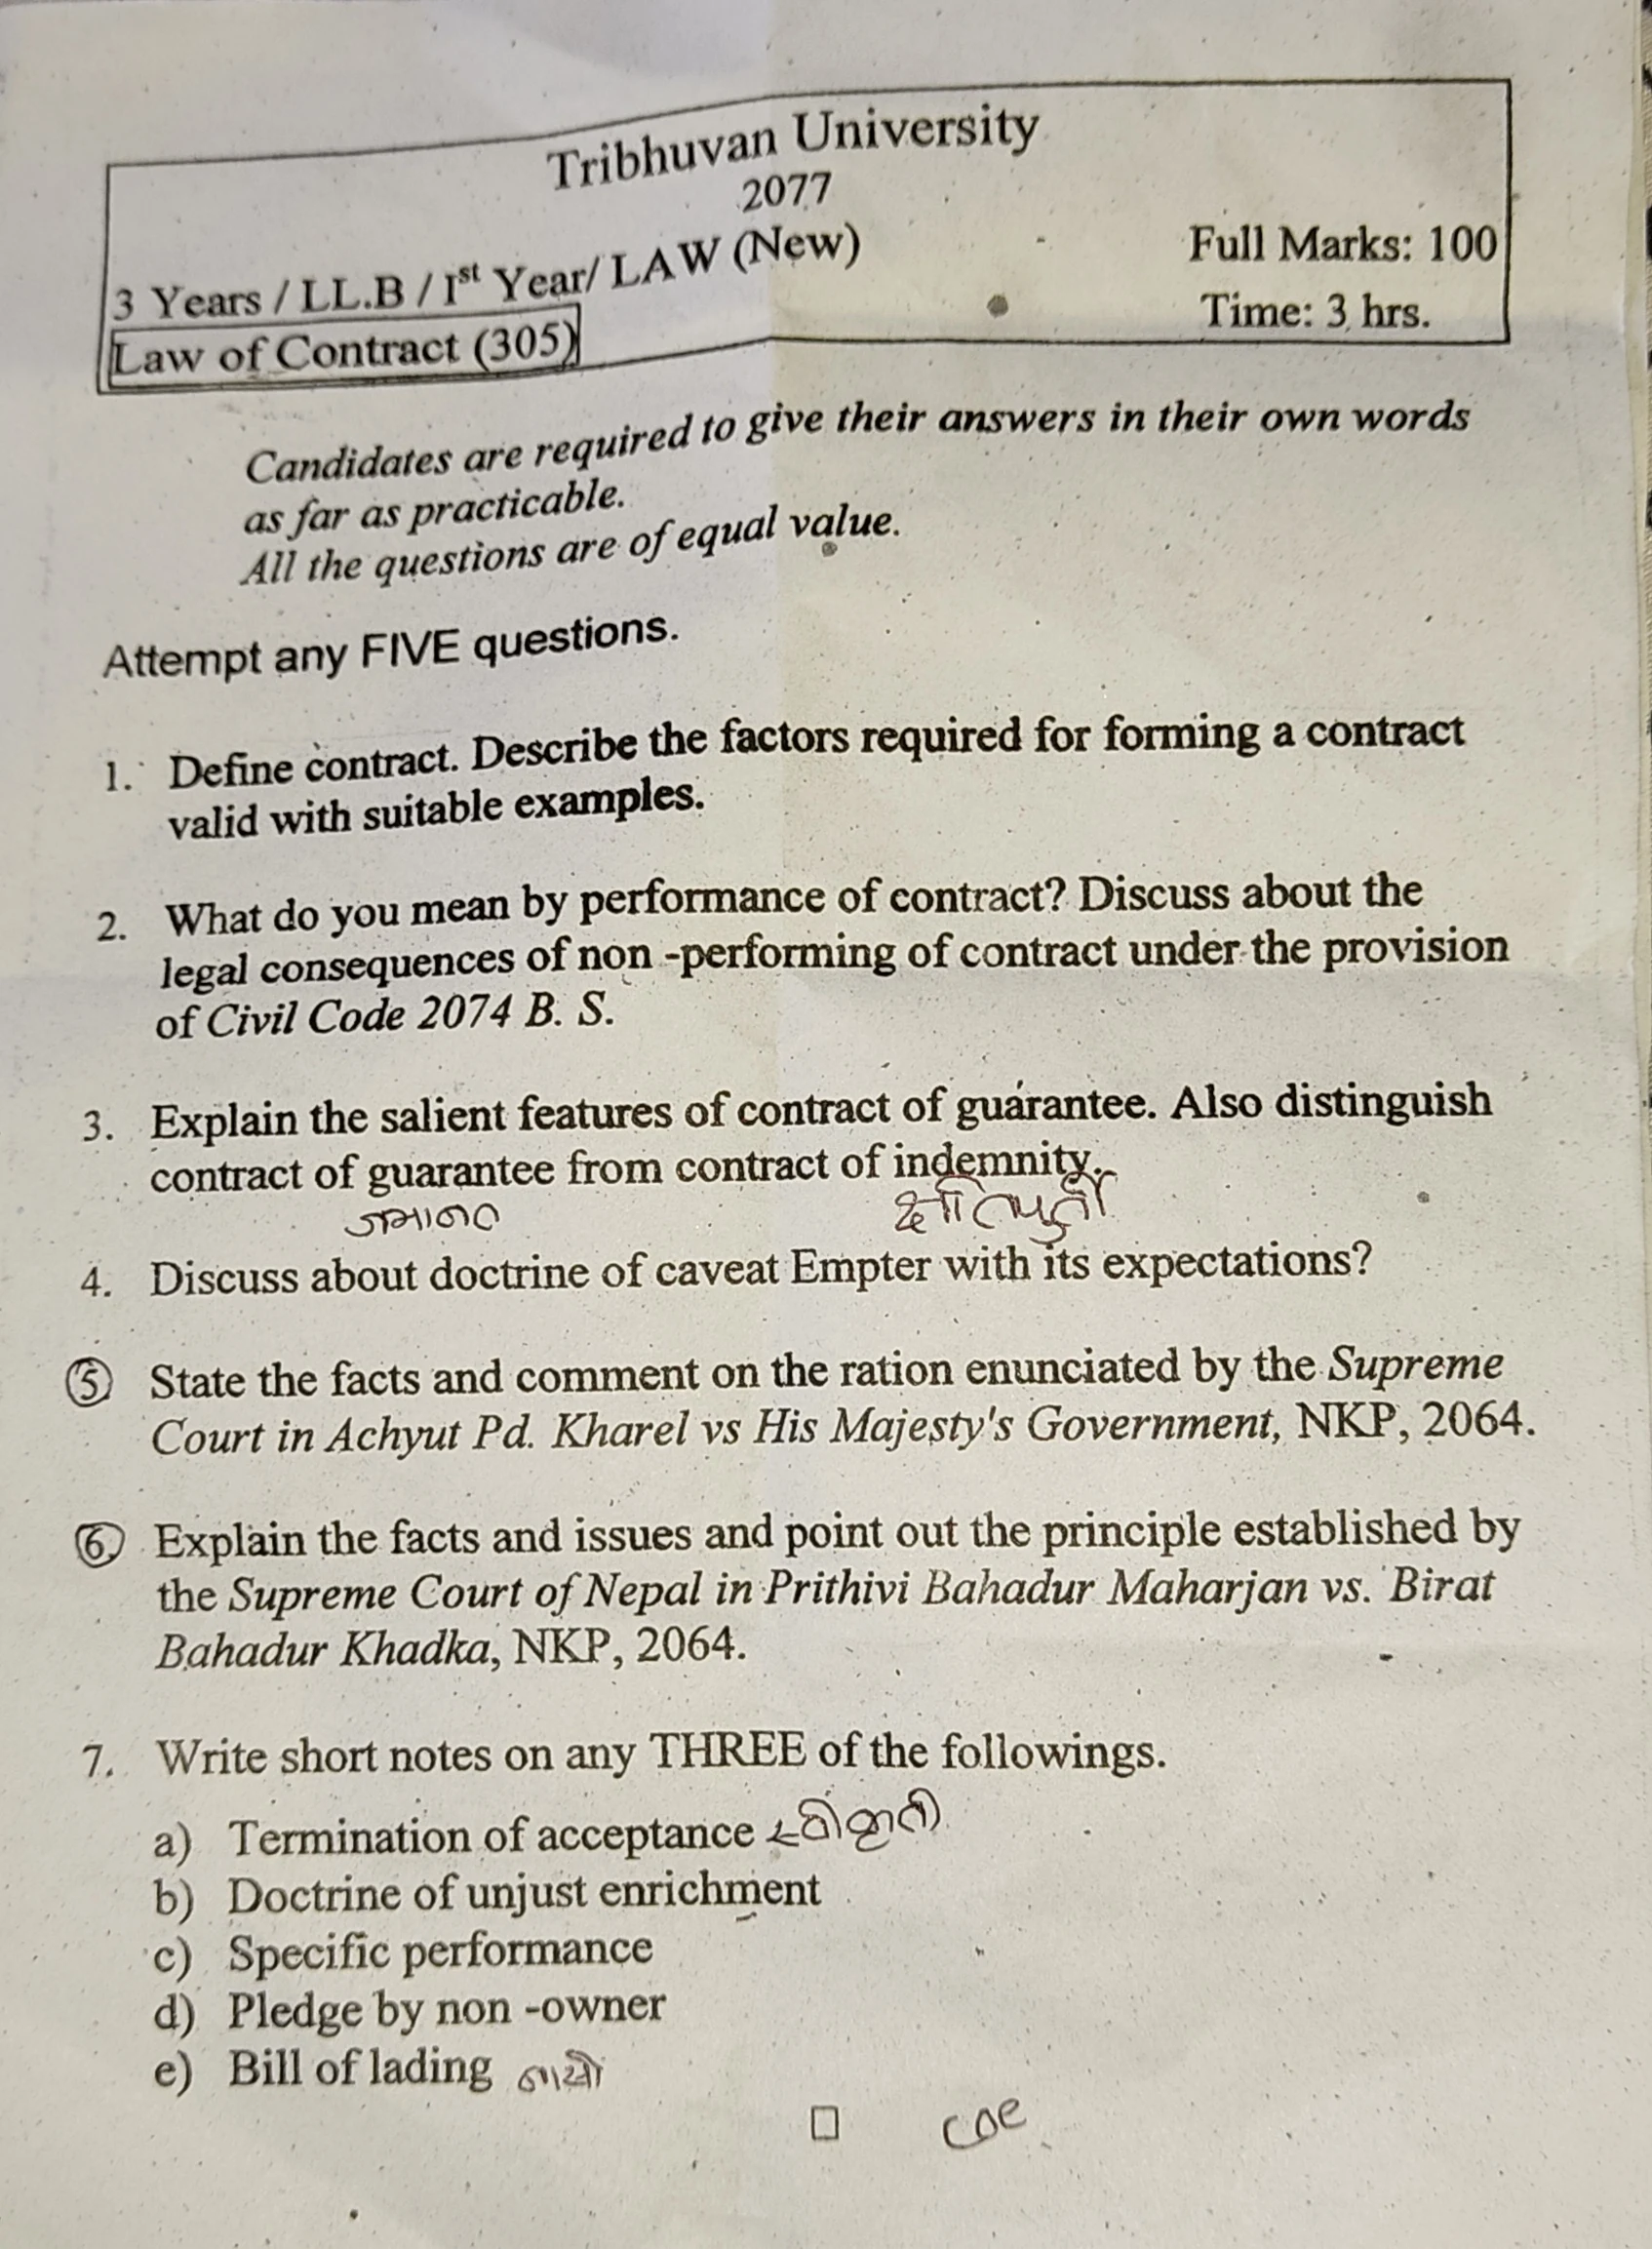 Tribhuvan University
2077
3 Years / LL.B / Ist Year/ LAW (New)
Full Marks: 100
Law of Contract (305)
Time: 3 hrs.
Candidates are required to give their answers in their own words
as far as practicable.
All the questions are of equal value.
Attempt any FIVE questions.
1. Define contract. Describe the factors required for forming a contract
valid with suitable examples.
2. What do you mean by performance of contract? Discuss about the
legal consequences of non -performing of contract under the provision
of Civil Code 2074 B. S.
3. Explain the salient features of contract of guarantee. Also distinguish
contract of guarantee from contract of indemnity.
जमानत
4. Discuss about doctrine of caveat Empter with its expectations?
5. State the facts and comment on the ration enunciated by the Supreme
Court in Achyut Pd. Kharel vs His Majesty's Government, NKP, 2064.
6. Explain the facts and issues and point out the principle established by
the Supreme Court of Nepal in Prithivi Bahadur Maharjan vs. Birat
Bahadur Khadka, NKP, 2064.
7. Write short notes on any THREE of the followings.
a) Termination of acceptance
b) Doctrine of unjust enrichment
c) Specific performance
d) Pledge by non -owner
e) Bill of lading